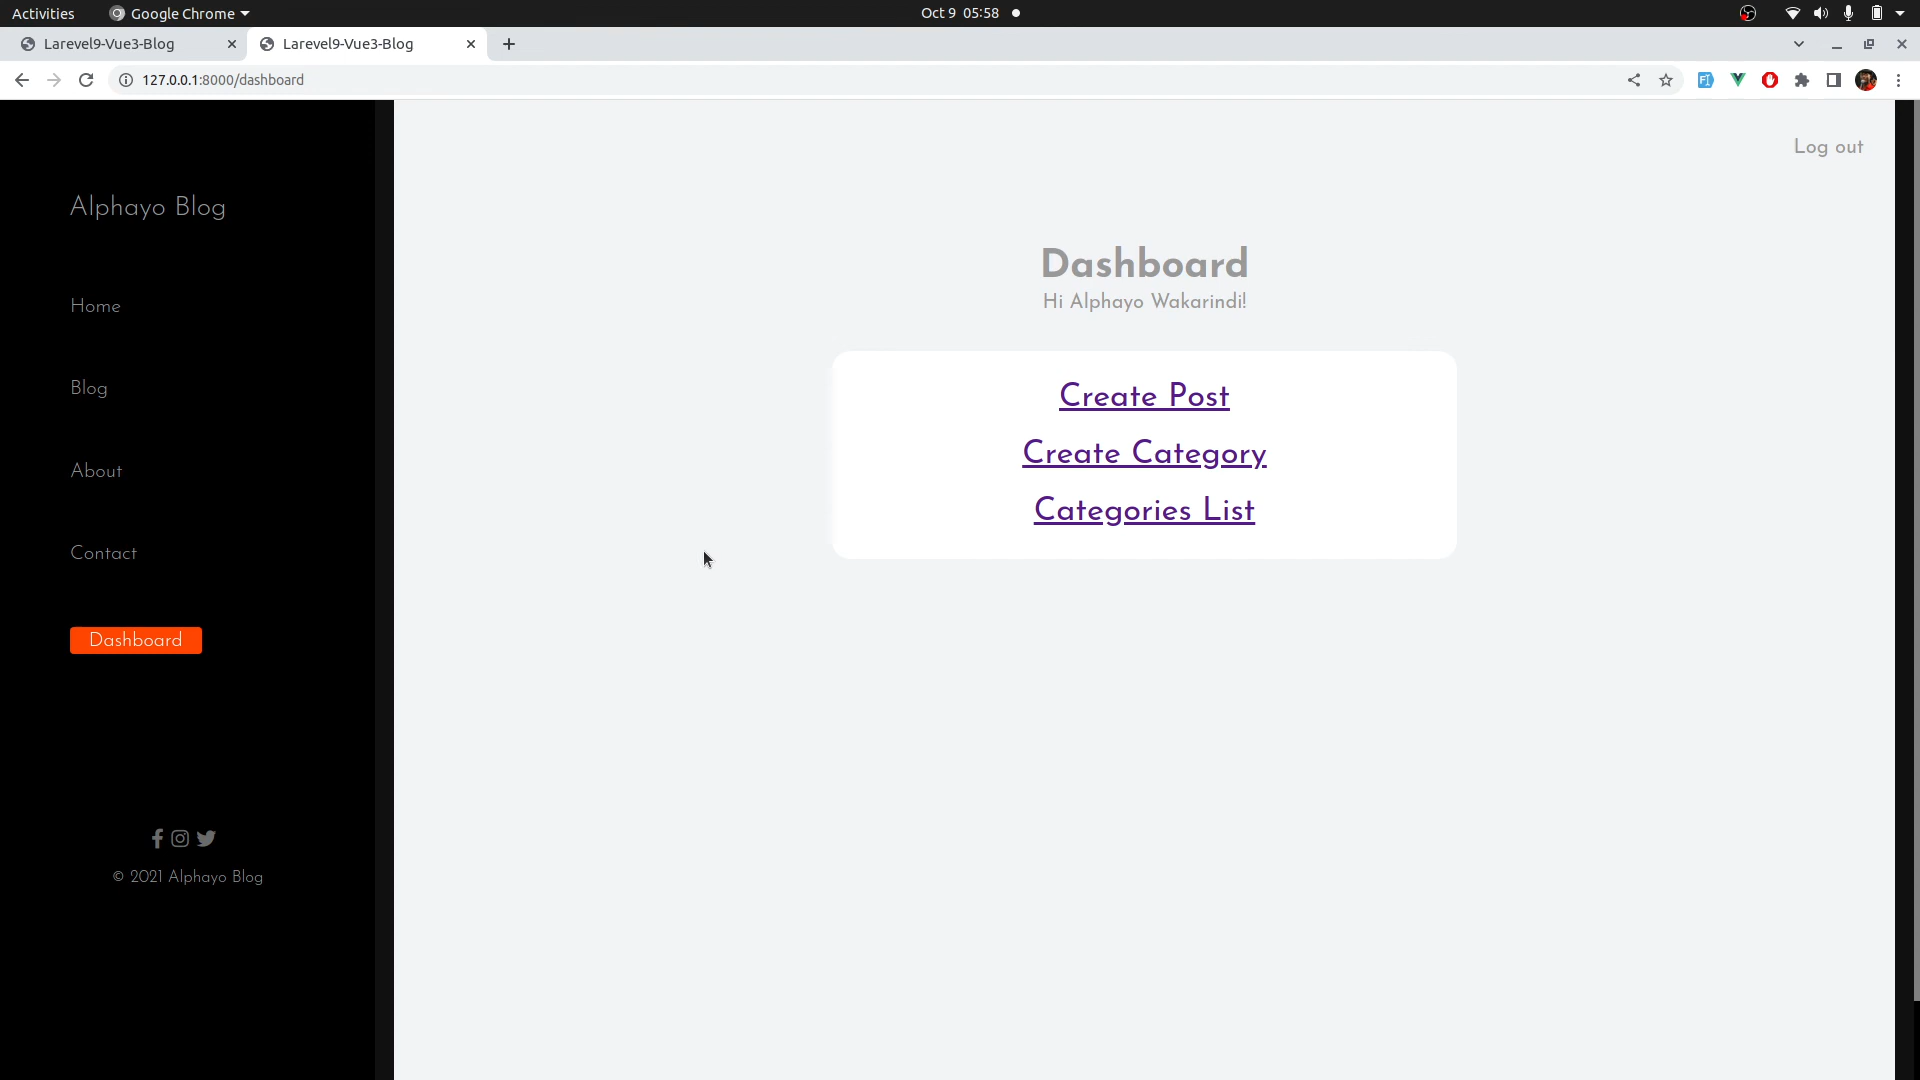 Activities
Google Chrome
Oct 9 05:58
Larevel9-Vue3-Blog
Larevel9-Vue3-Blog
127.0.0.1:8000/dashboard
Log out
Alphayo Blog
Home
Blog
About
Contact
Dashboard
© 2021 Alphayo Blog
Dashboard
Hi Alphayo Wakarindi!
Create Post
Create Category
Categories List